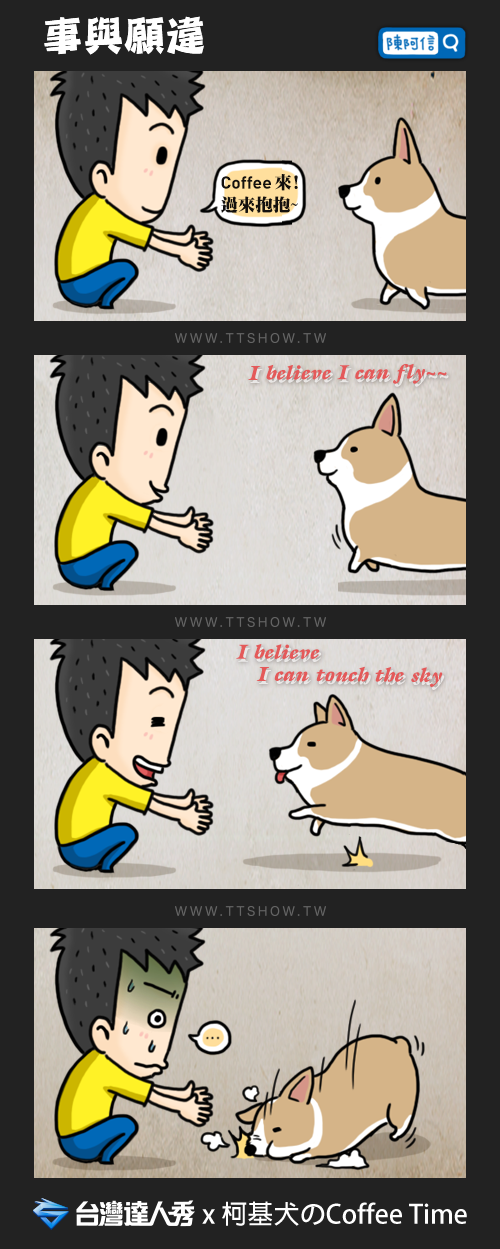 事與願違
陳阿信
Coffee 來!
過來抱抱~
WWW.TTSHOW.TW
I believe I can fly~~
WWW.TTSHOW.TW
I believe
I can touch the sky
WWW.TTSHOW.TW
...
台灣達人秀 x 柯基犬のCoffee Time